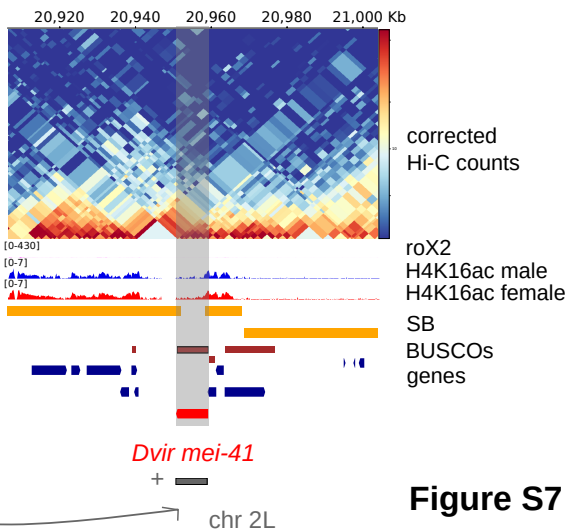 20,920 20,940 20,960 20,980 21,000 Kb
corrected
Hi-C counts
[0-430]
roX2
[0-7]
H4K16ac male
[0-7]
H4K16ac female
SB
BUSCOs
genes
Dvir mei-41
+
Figure S7
chr 2L